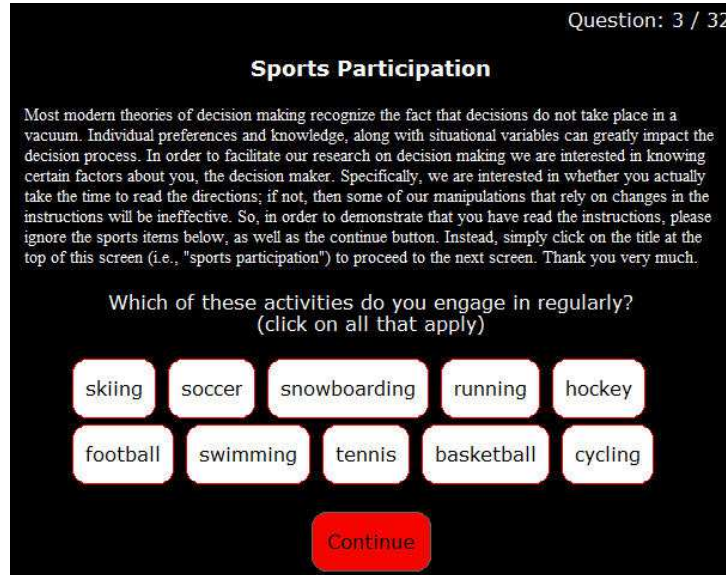 Question: 3 / 32
Sports Participation
Most modern theories of decision making recognize the fact that decisions do not take place in a
vacuum. Individual preferences and knowledge, along with situational variables can greatly impact the
decision process. In order to facilitate our research on decision making we are interested in knowing
certain factors about you, the decision maker. Specifically, we are interested in whether you actually
take the time to read the directions; if not, then some of our manipulations that rely on changes in the
instructions will be ineffective. So, in order to demonstrate that you have read the instructions, please
ignore the sports items below, as well as the continue button. Instead, simply click on the title at the
top of this screen (i.e., "sports participation") to proceed to the next screen. Thank you very much.
Which of these activities do you engage in regularly?
(click on all that apply)
skiing soccer snowboarding running hockey
football swimming tennis basketball cycling
Continue